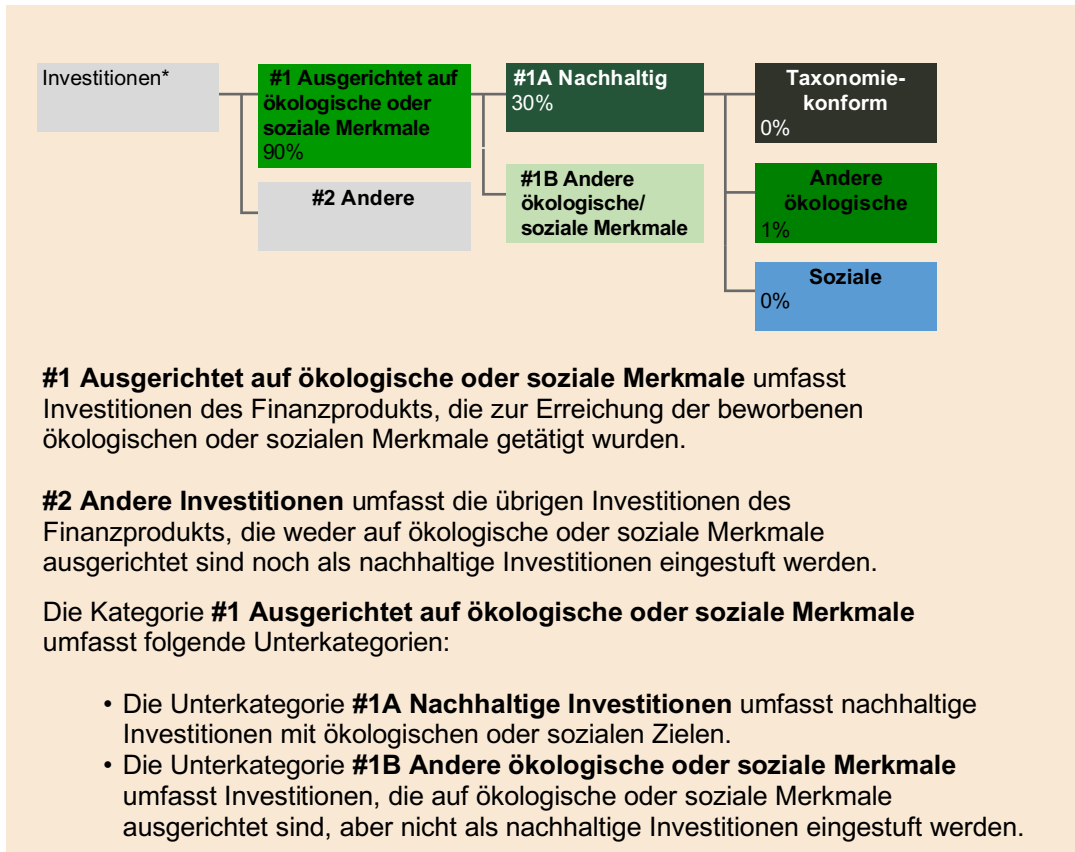 Investitionen*
#1 Ausgerichtet auf
ökologische oder
soziale Merkmale
90%
#2 Andere
#1A Nachhaltig
30%
#1B Andere
ökologische/
soziale Merkmale
Taxonomie-
konform
0%
Andere
ökologische
1%
Soziale
0%
#1 Ausgerichtet auf ökologische oder soziale Merkmale umfasst
Investitionen des Finanzprodukts, die zur Erreichung der beworbenen
ökologischen oder sozialen Merkmale getätigt wurden.
#2 Andere Investitionen umfasst die übrigen Investitionen des
Finanzprodukts, die weder auf ökologische oder soziale Merkmale
ausgerichtet sind noch als nachhaltige Investitionen eingestuft werden.
Die Kategorie #1 Ausgerichtet auf ökologische oder soziale Merkmale
umfasst folgende Unterkategorien:
• Die Unterkategorie #1A Nachhaltige Investitionen umfasst nachhaltige
Investitionen mit ökologischen oder sozialen Zielen.
• Die Unterkategorie #1B Andere ökologische oder soziale Merkmale
umfasst Investitionen, die auf ökologische oder soziale Merkmale
ausgerichtet sind, aber nicht als nachhaltige Investitionen eingestuft werden.